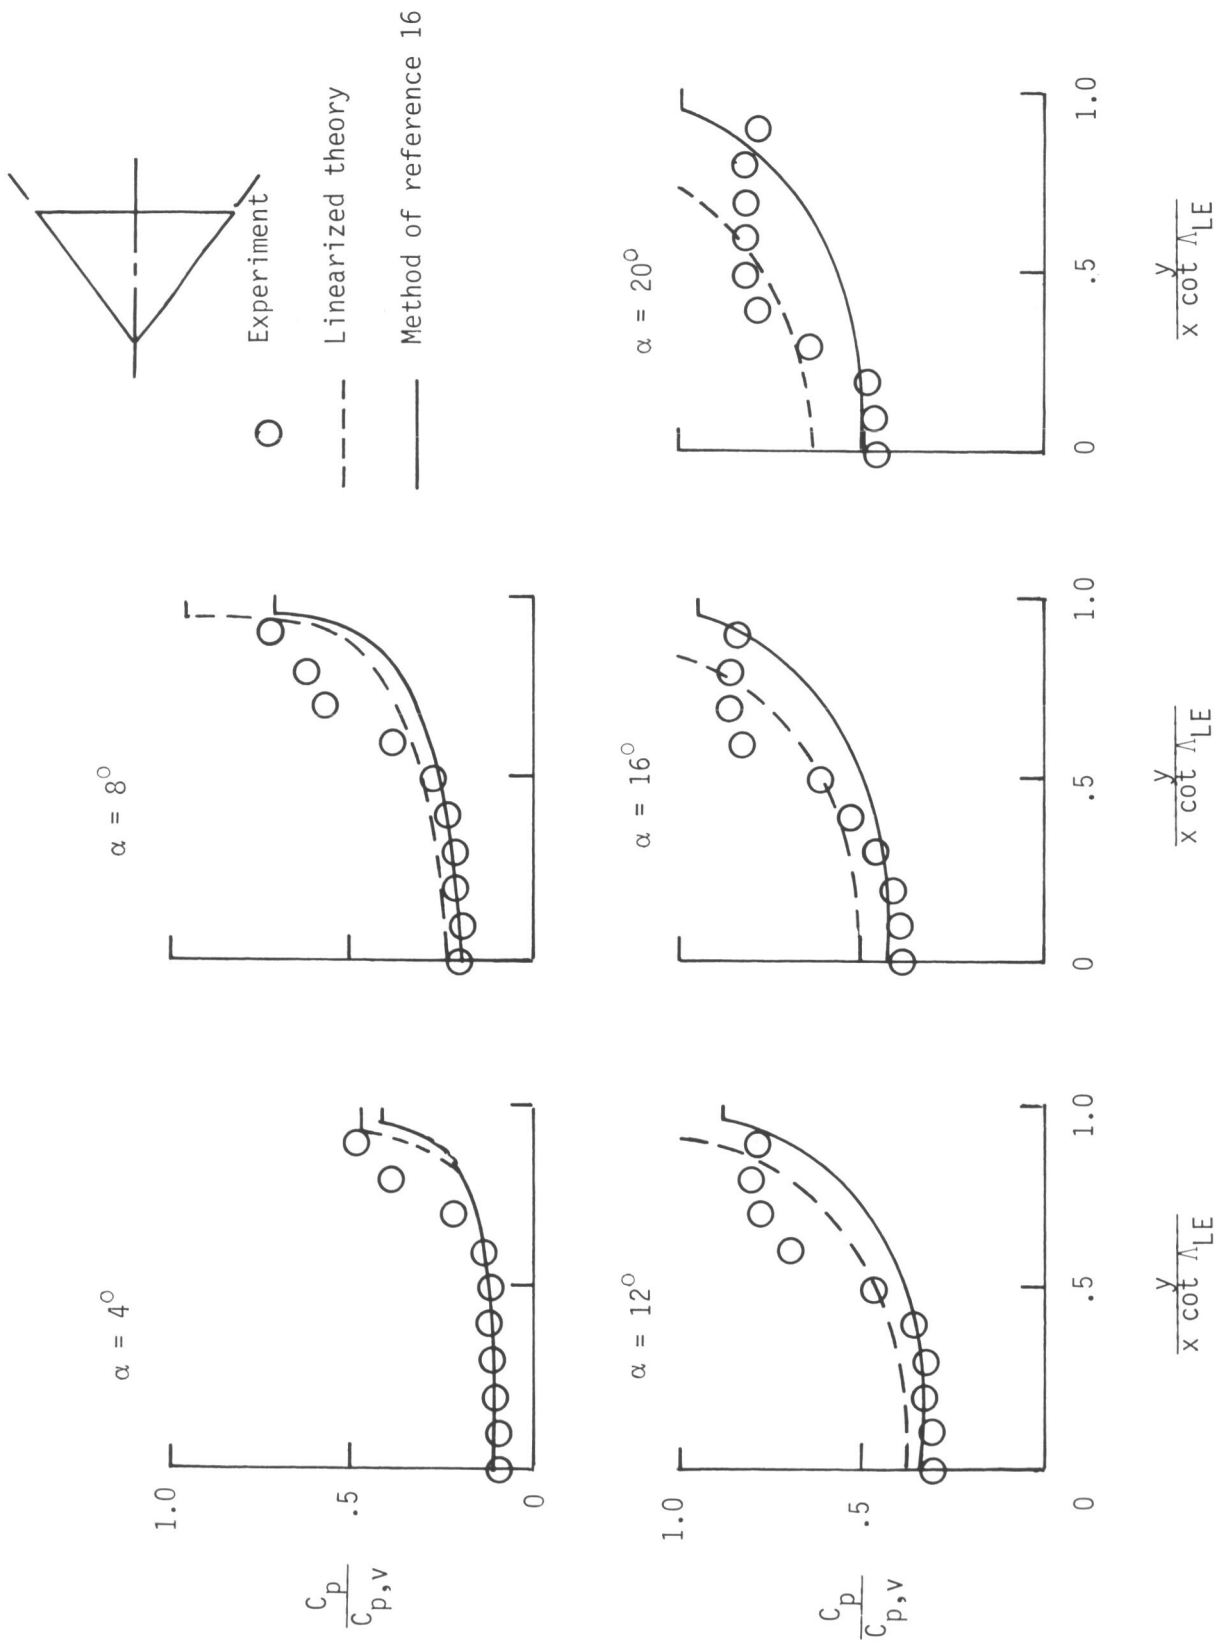 Experiment
Linearized theory
Method of reference 16
α = 4°
α = 8°
1.0
.5
0
C_p
C_p,v
α = 12°
α = 16°
α = 20°
1.0
.5
0
C_p
C_p,v
0
.5
1.0
0
.5
1.0
.5
1.0
y
x cot Λ_LE
y
x cot Λ_LE
y
x cot Λ_LE